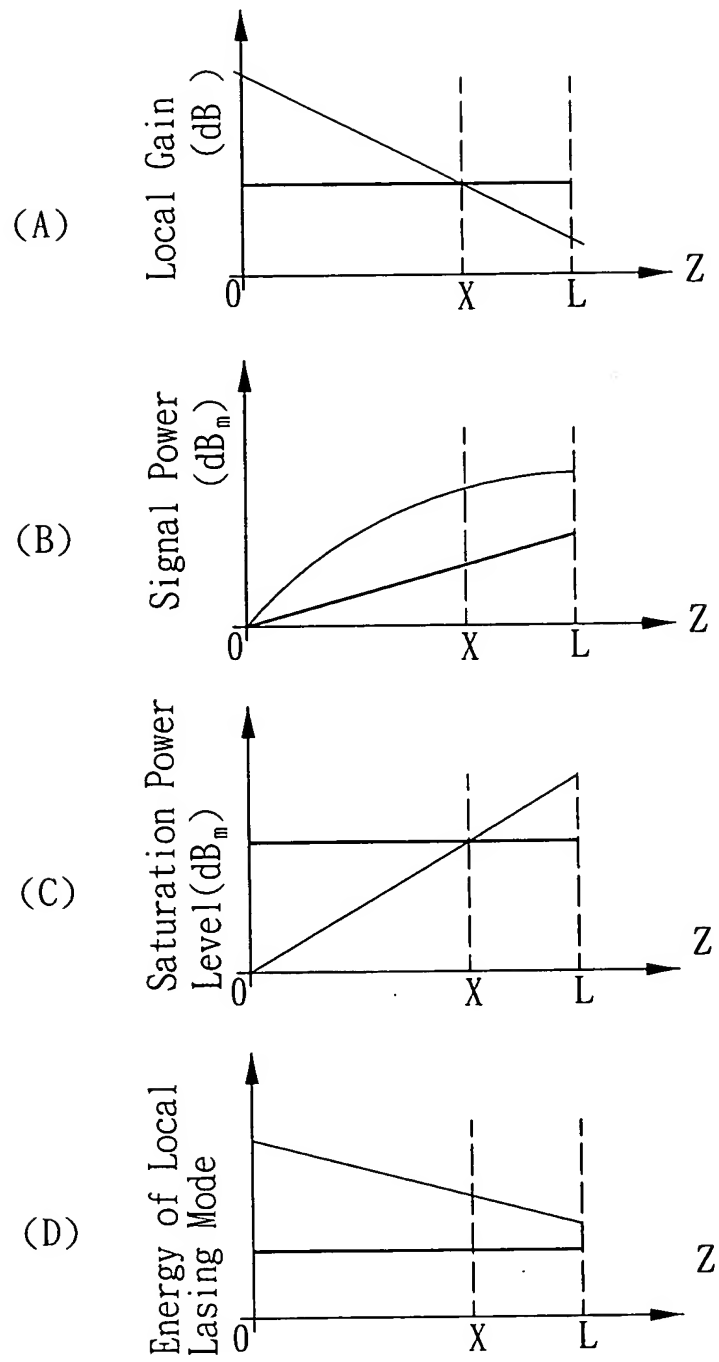 (A)
Local Gain
(dB )
0
X
L
Z
(B)
Signal Power
(dBm)
0
X
L
Z
(C)
Saturation Power
Level(dBm)
0
X
L
Z
(D)
Energy of Local
Lasing Mode
0
X
L
Z